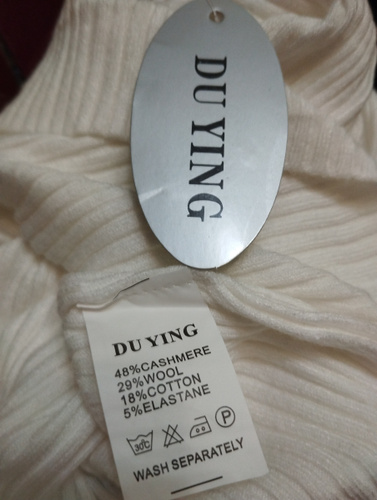 DU YING
DU YING
48%CASHMERE
29%WOOL
18%COTTON
5%ELASTANE
30℃ P
WASH SEPARATELY